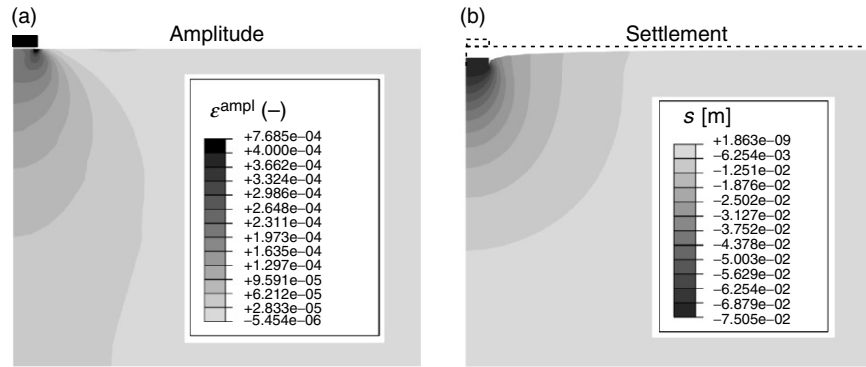 (a)
Amplitude
ε^ampl (−)
+7.685e−04
+4.000e−04
+3.662e−04
+3.324e−04
+2.986e−04
+2.648e−04
+2.311e−04
+1.973e−04
+1.635e−04
+1.297e−04
+9.591e−05
+6.212e−05
+2.833e−05
−5.454e−06
(b)
Settlement
s [m]
+1.863e−09
−6.254e−03
−1.251e−02
−1.876e−02
−2.502e−02
−3.127e−02
−3.752e−02
−4.378e−02
−5.003e−02
−5.629e−02
−6.254e−02
−6.879e−02
−7.505e−02